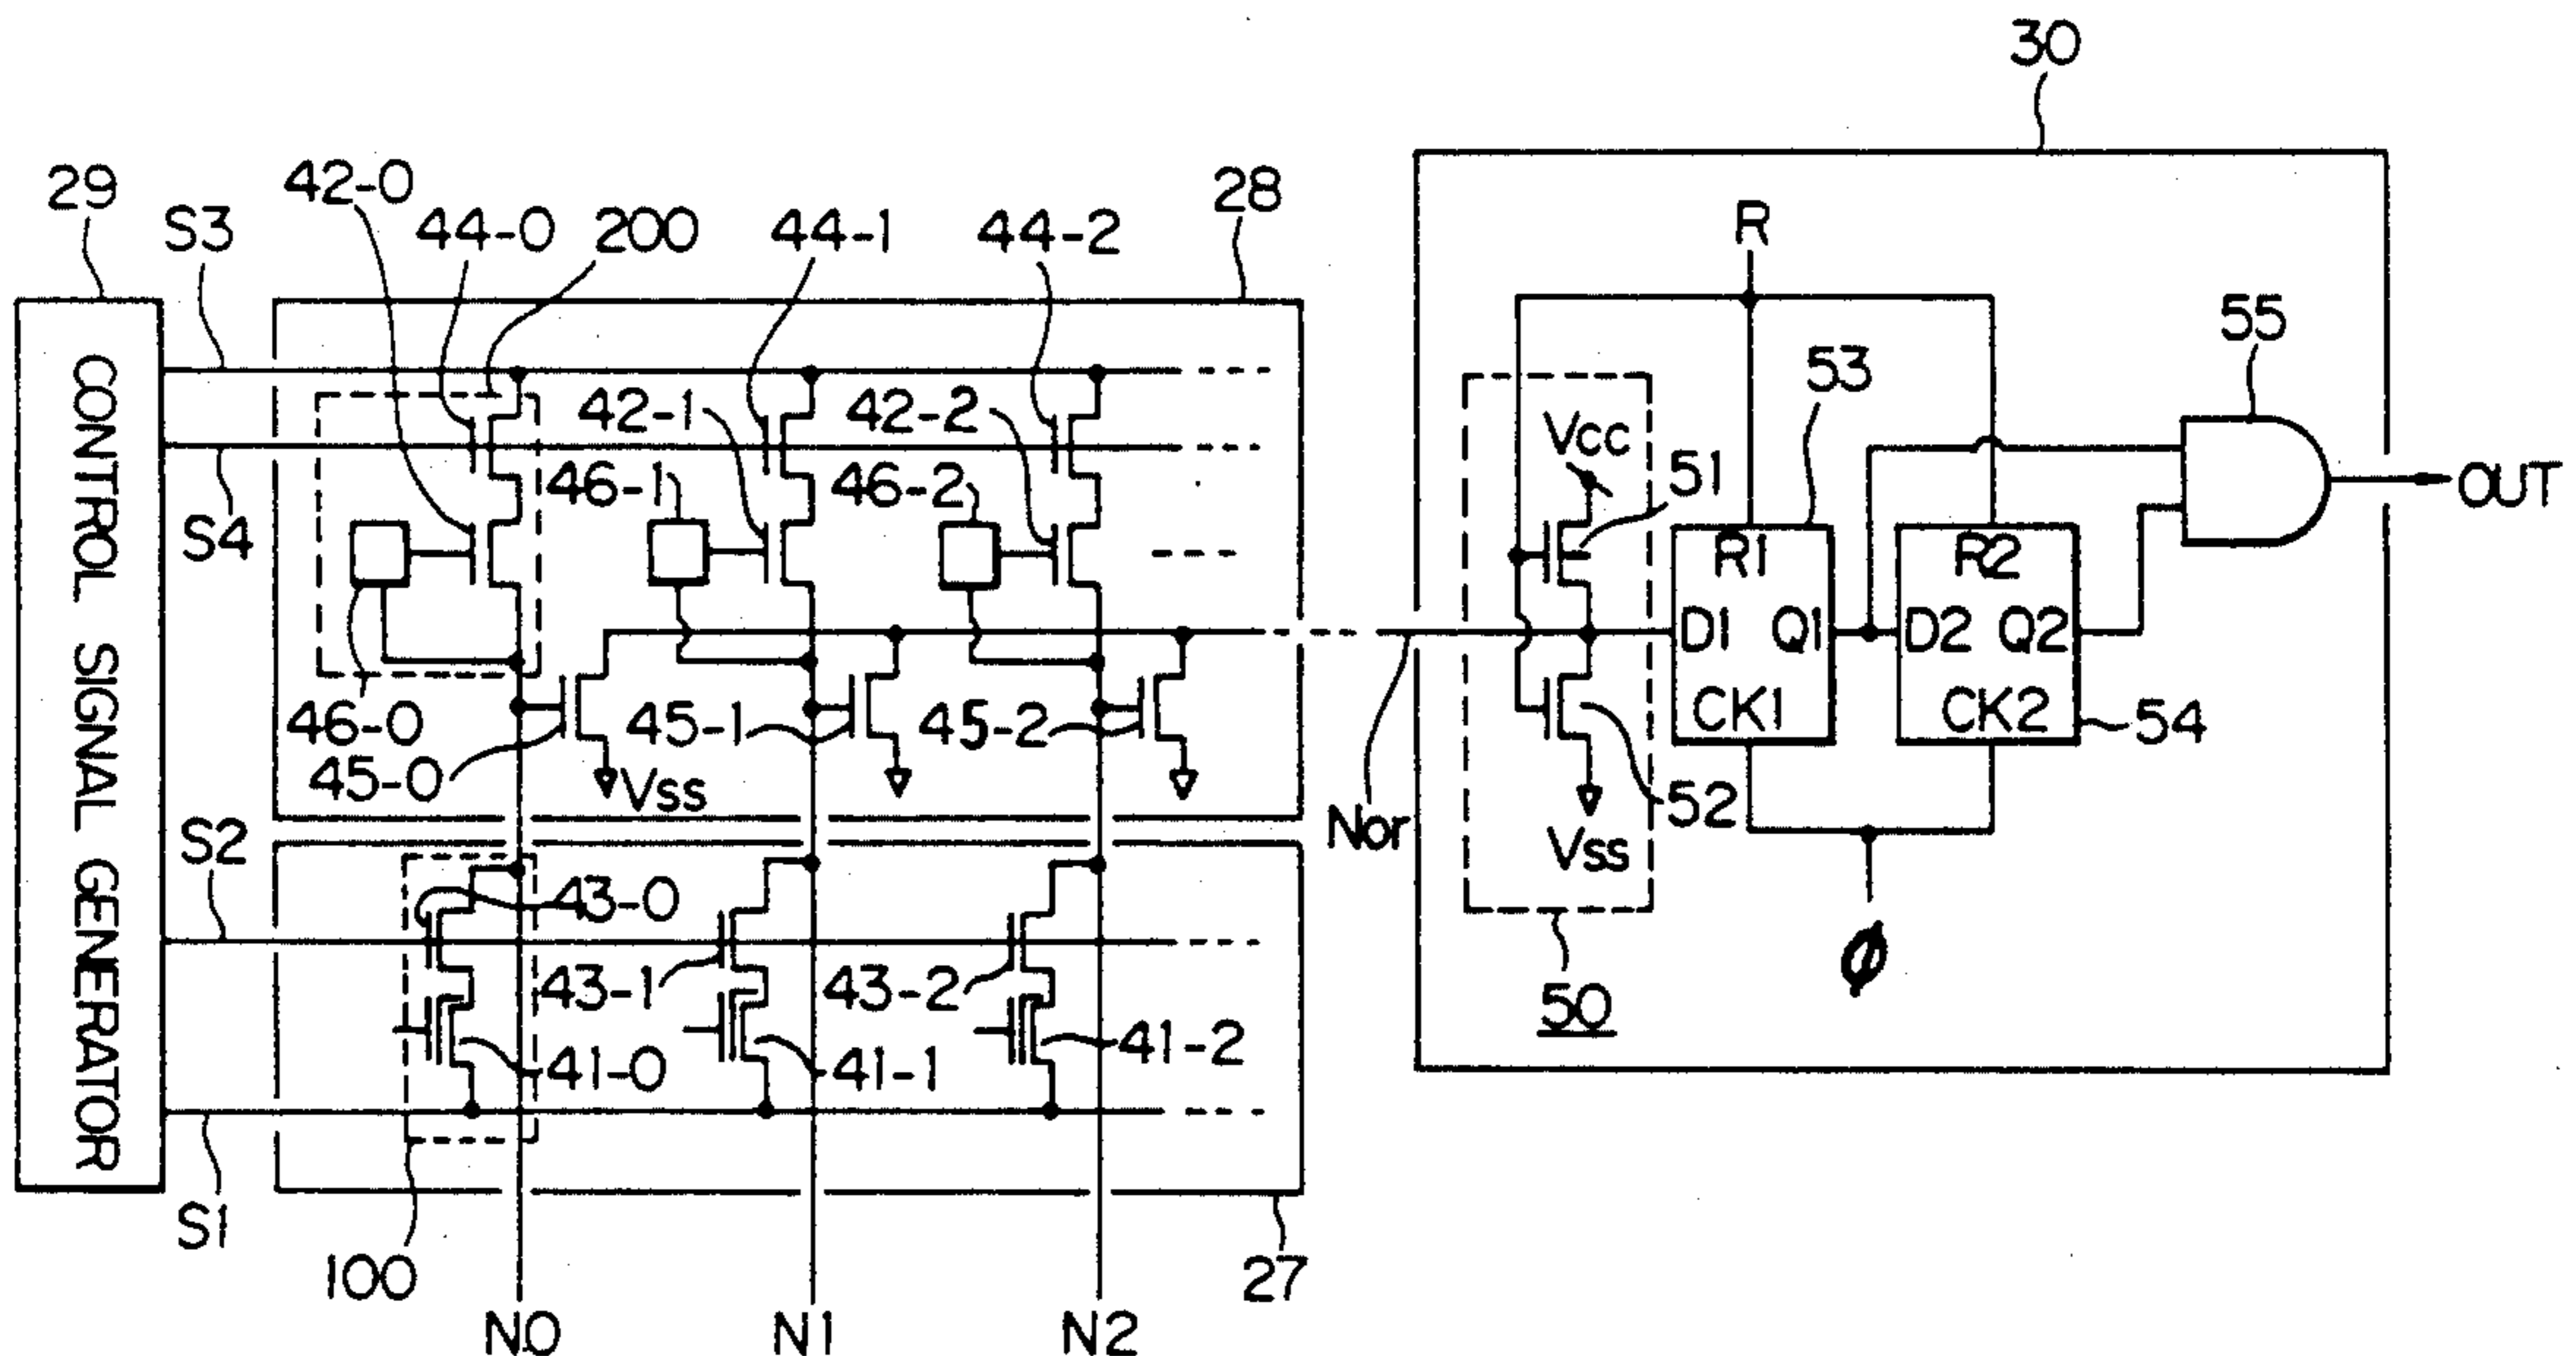 30
29
S3
42-0
44-0
200
44-1
44-2
28
R
55
53
42-1
42-2
Vcc
51
46-1
46-2
OUT
S4
R1
R2
D1
Q1
D2
Q2
CK1
CK2
54
46-0
45-0
45-1
45-2
Vss
Nor
52
Vss
CONTROL SIGNAL GENERATOR
S2
43-0
43-1
43-2
ϕ
50
41-0
41-1
41-2
S1
100
27
N0
N1
N2